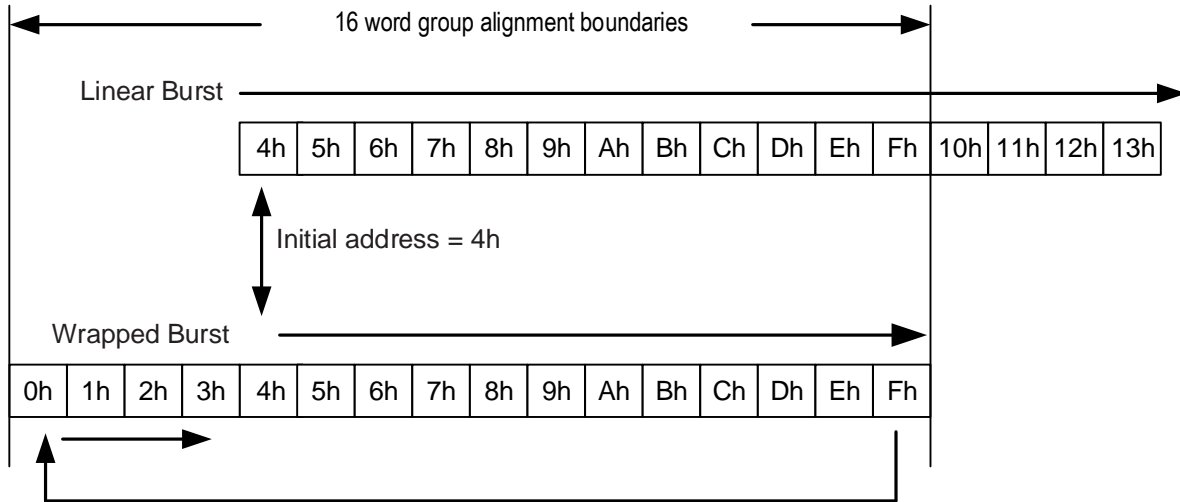 16 word group alignment boundaries
Linear Burst
4h 5h 6h 7h 8h 9h Ah Bh Ch Dh Eh Fh 10h 11h 12h 13h
Initial address = 4h
Wrapped Burst
0h 1h 2h 3h 4h 5h 6h 7h 8h 9h Ah Bh Ch Dh Eh Fh